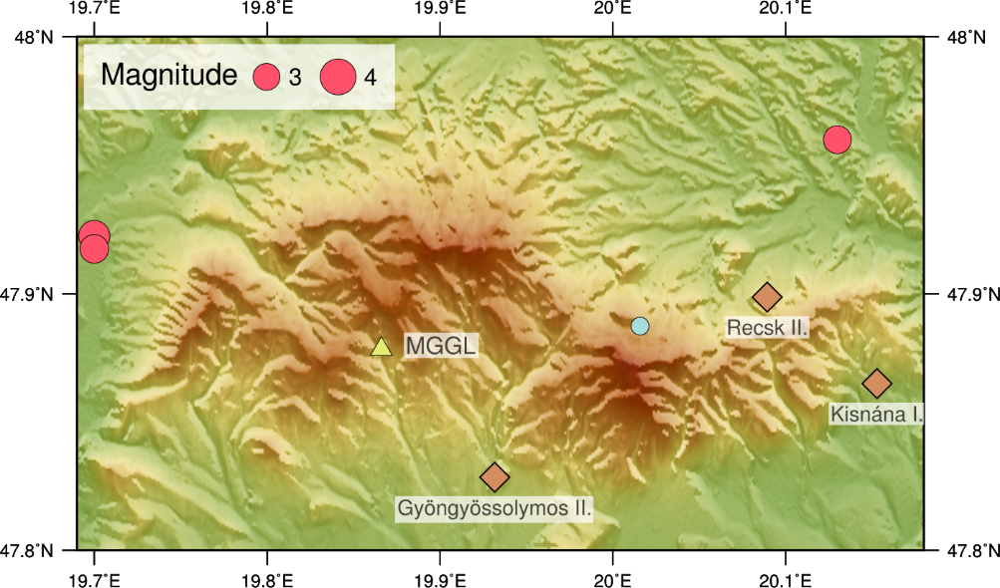 19.7˚E 19.8˚E 19.9˚E 20˚E 20.1˚E
48˚N 48˚N
Magnitude 3 4
47.9˚N 47.9˚N
Recsk II.
MGGL
Kisnána I.
Gyöngyössolymos II.
47.8˚N 47.8˚N
19.7˚E 19.8˚E 19.9˚E 20˚E 20.1˚E